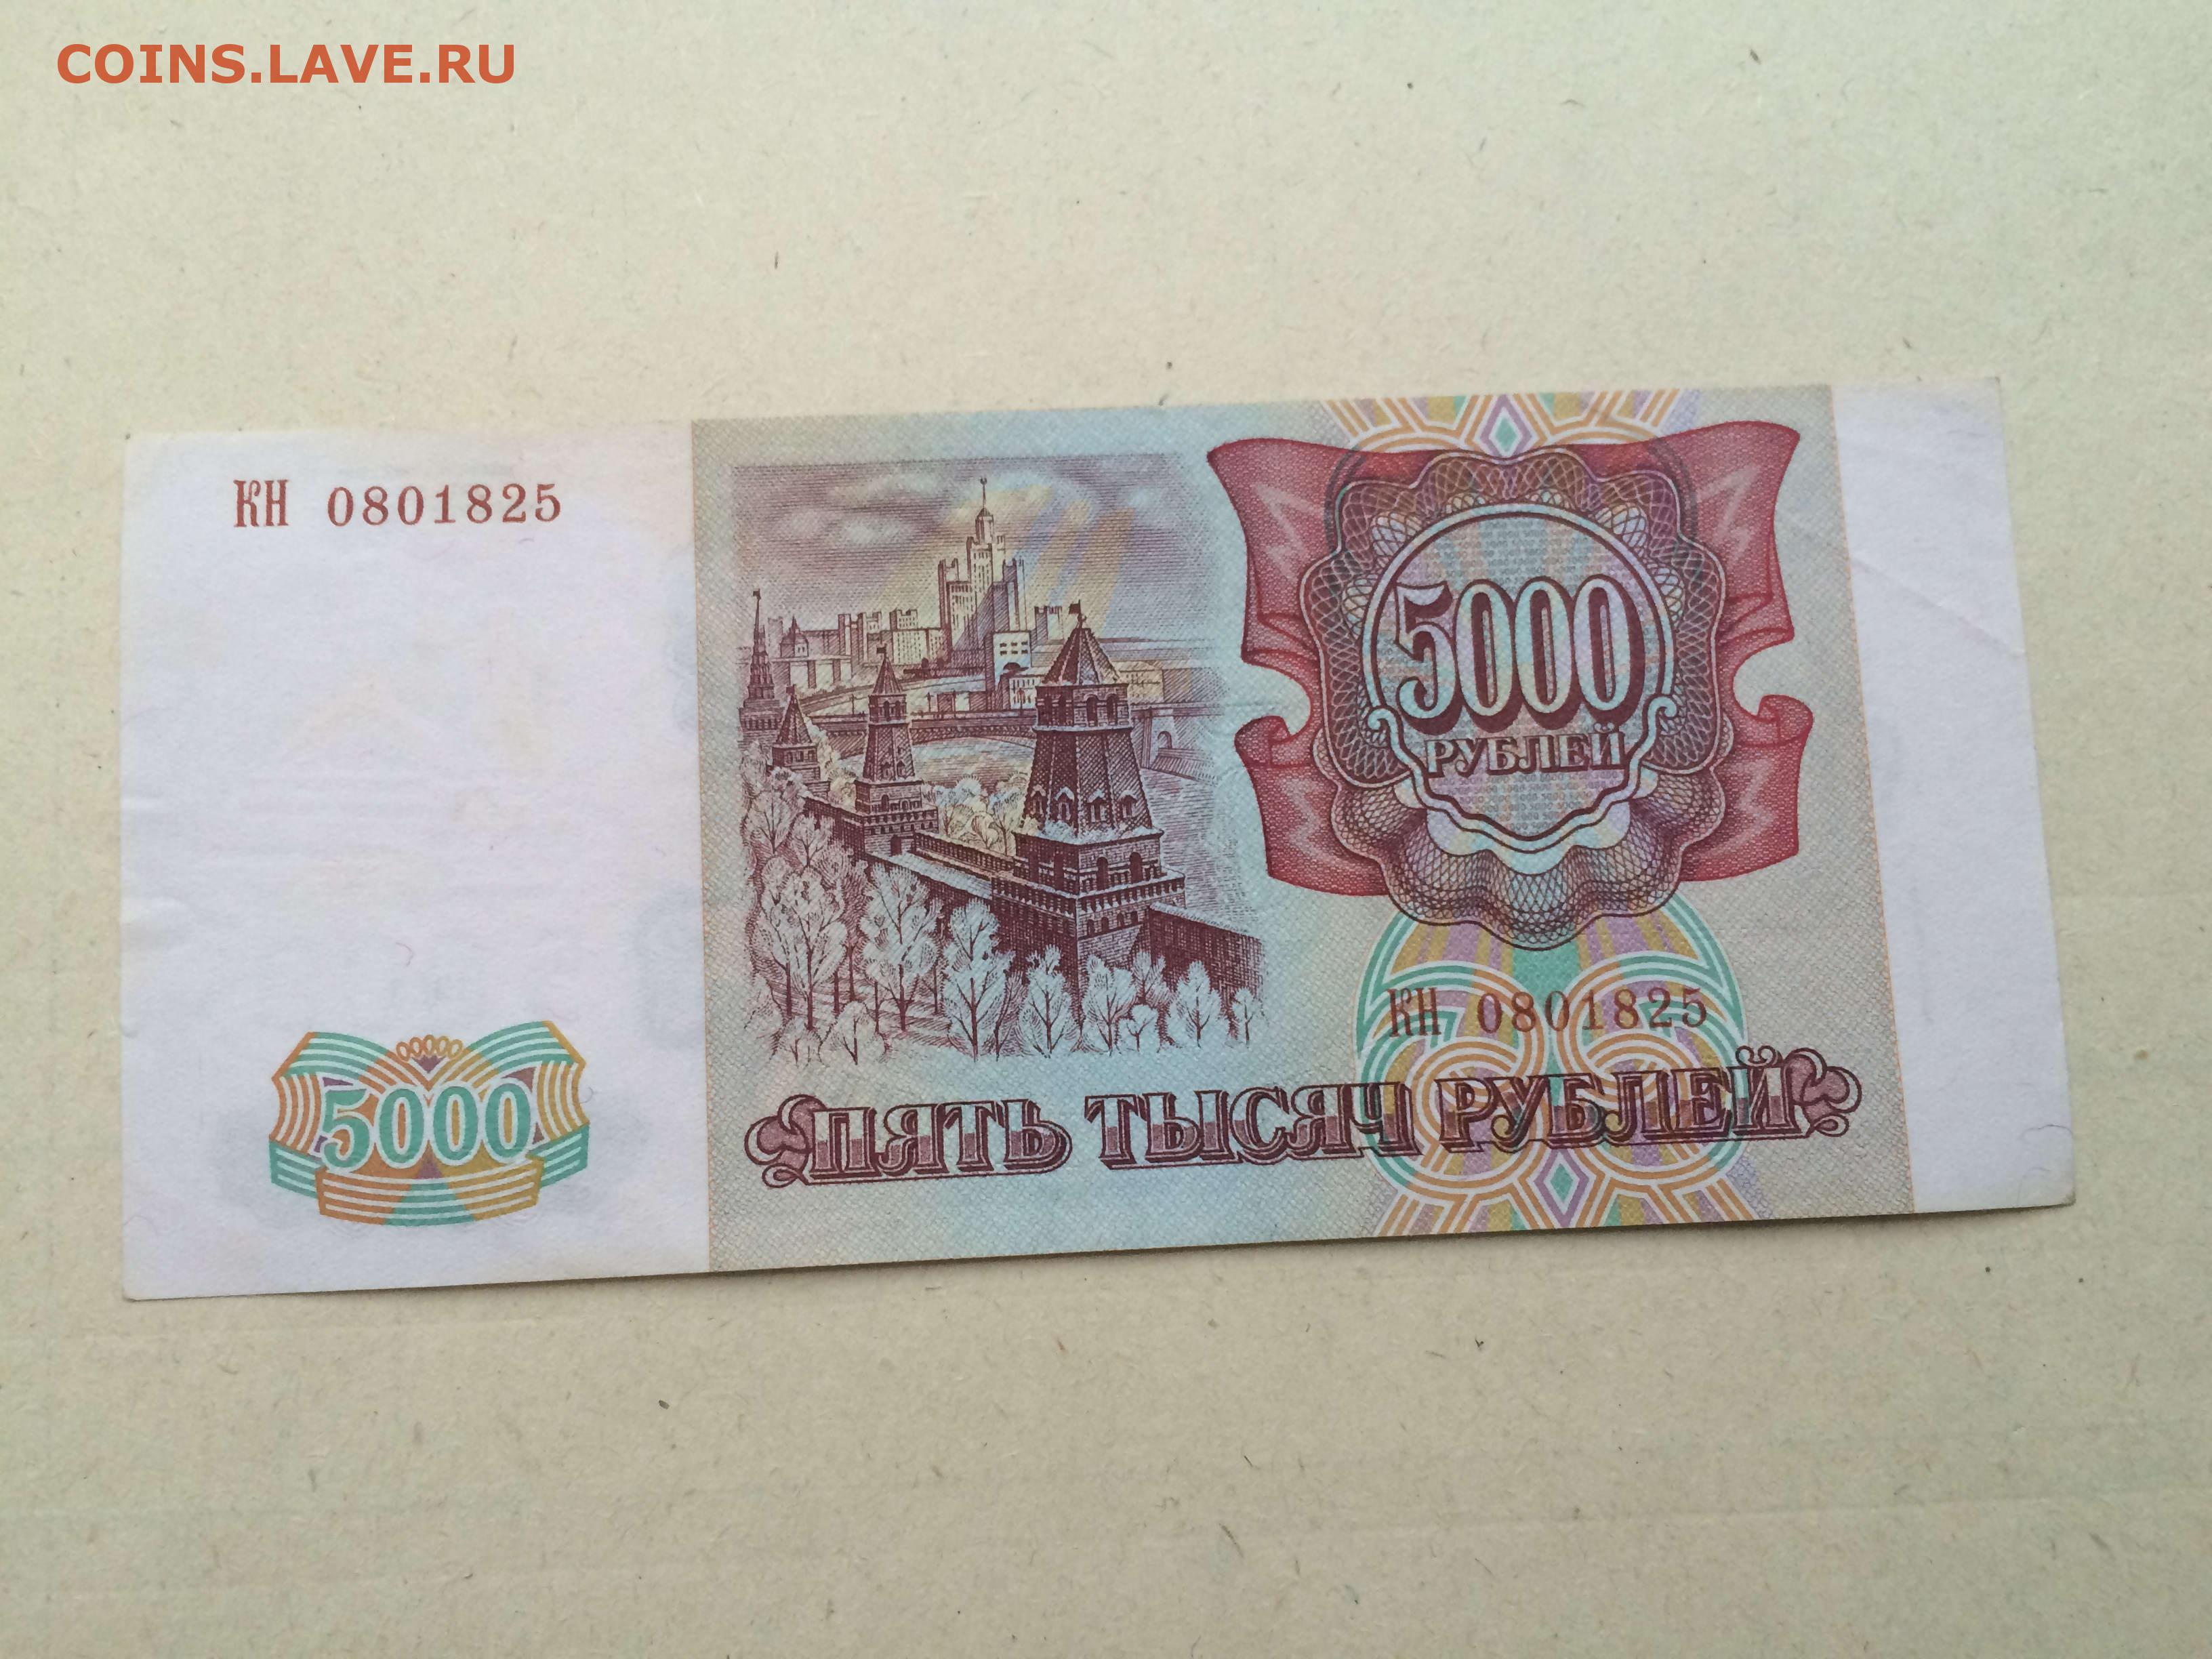 COINS.LAVE.RU
КН 0801825
5000
РУБЛЕЙ
КН 0801825
5000
ПЯТЬ ТЫСЯЧ РУБЛЕЙ